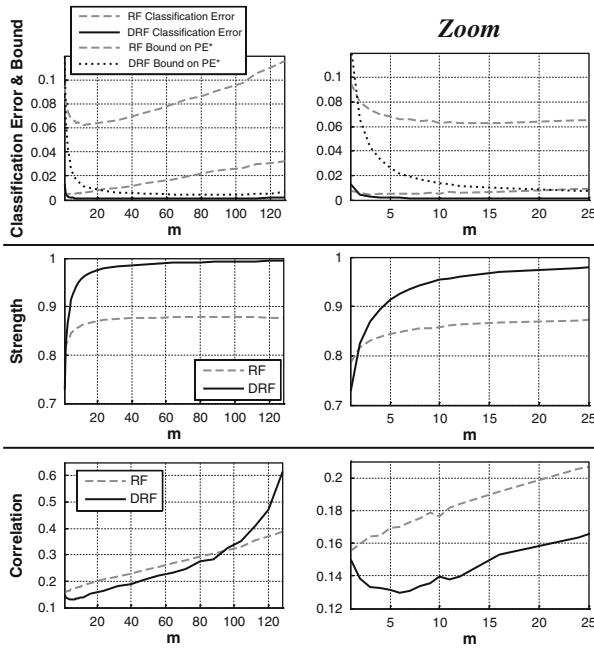 RF Classification Error
DRF Classification Error
RF Bound on PE*
DRF Bound on PE*
Zoom
Classification Error & Bound
0.1
0.08
0.06
0.04
0.02
0
20 40 60 80 100 120
m
0.12
0.1
0.08
0.06
0.04
0.02
0
5 10 15 20 25
m
Strength
1
0.9
0.8
0.7
20 40 60 80 100 120
m
RF
DRF
1
0.9
0.8
0.7
5 10 15 20 25
m
Correlation
0.6
0.5
0.4
0.3
0.2
0.1
20 40 60 80 100 120
m
RF
DRF
0.2
0.18
0.16
0.14
0.12
5 10 15 20 25
m